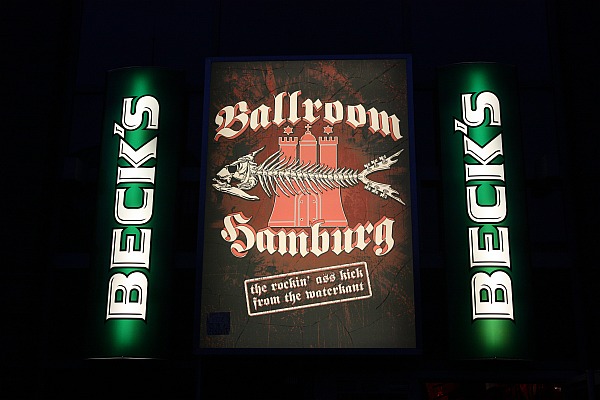 BECK'S
Ballroom
Hamburg
the rockin' ass kick
from the waterkant
BECK'S